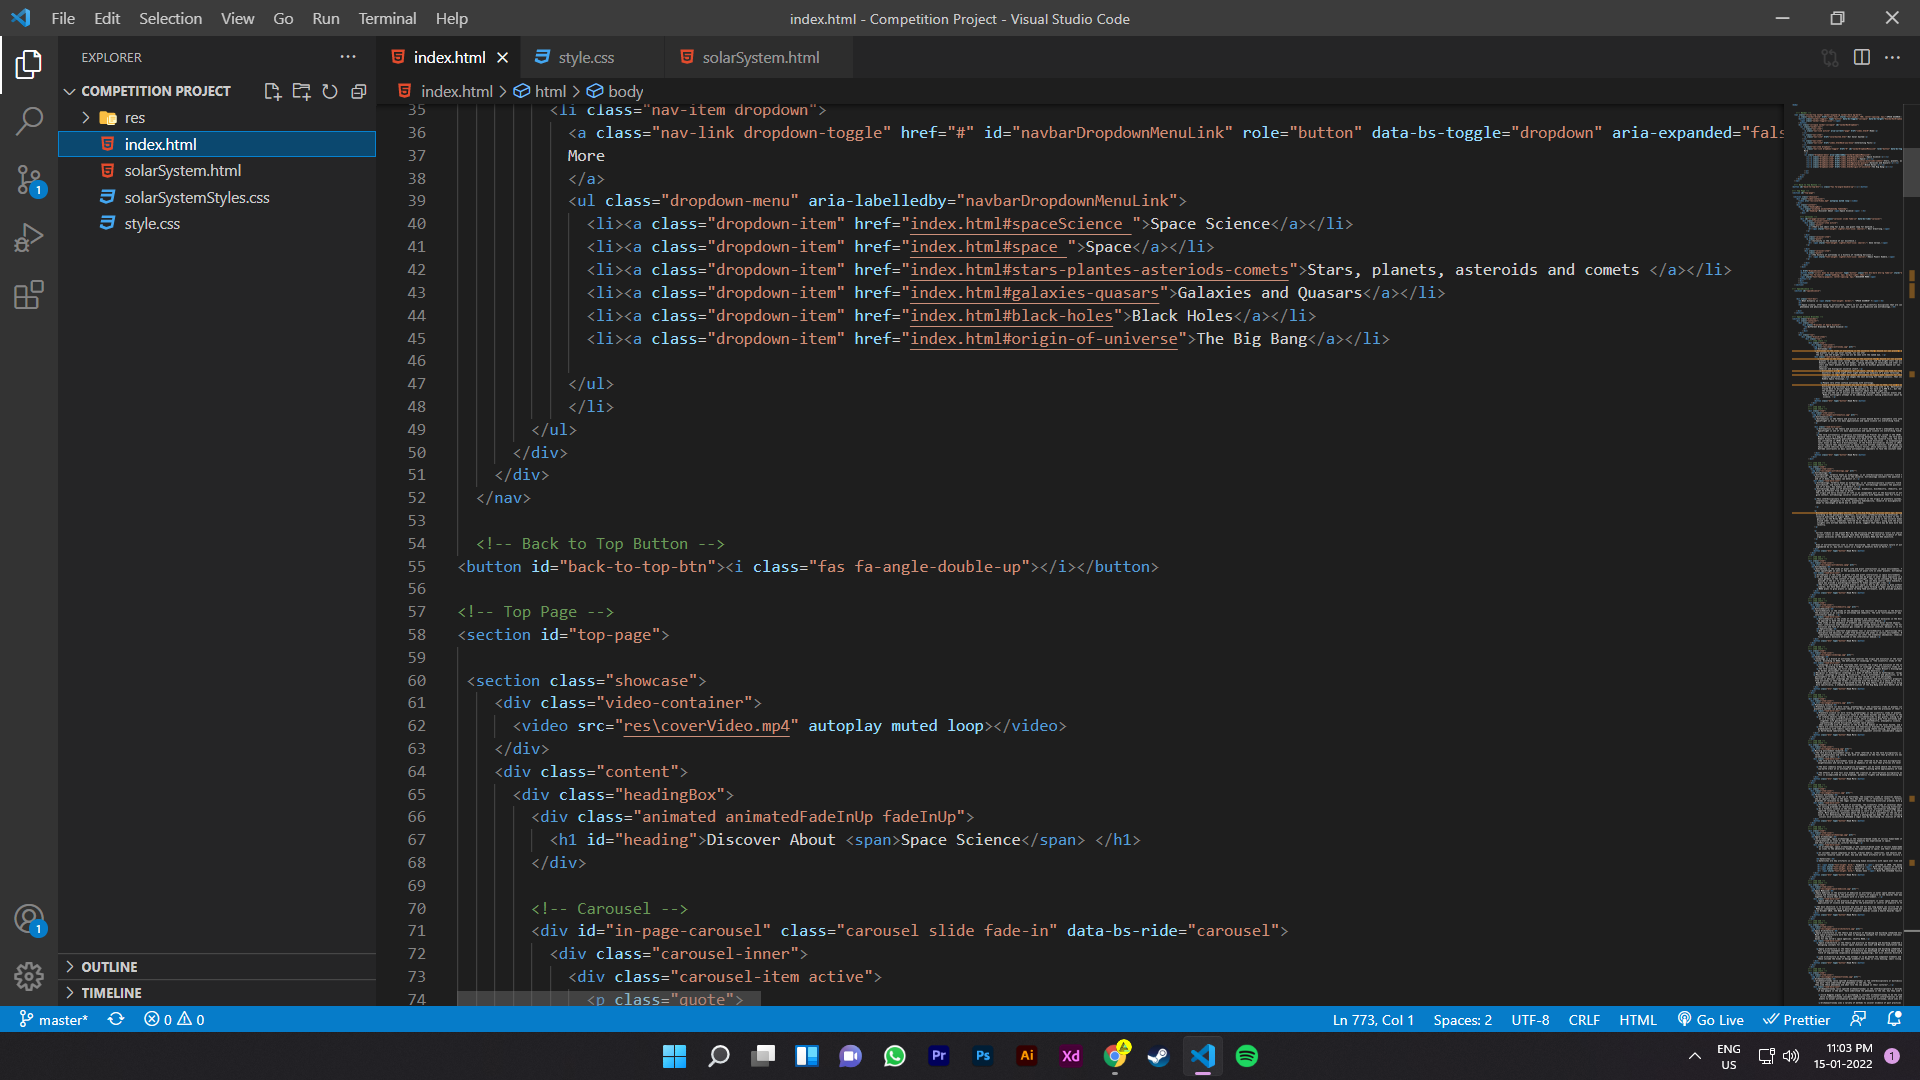 File Edit Selection View Go Run Terminal Help
index.html - Competition Project - Visual Studio Code
EXPLORER
COMPETITION PROJECT
res
index.html
solarSystem.html
solarSystemStyles.css
style.css
OUTLINE
TIMELINE
index.html style.css solarSystem.html
index.html > html > body
35 <li class="nav-item dropdown">
36 <a class="nav-link dropdown-toggle" href="#" id="navbarDropdownMenuLink" role="button" data-bs-toggle="dropdown" aria-expanded="fals
37 More
38 </a>
39 <ul class="dropdown-menu" aria-labelledby="navbarDropdownMenuLink">
40 <li><a class="dropdown-item" href="index.html#spaceScience ">Space Science</a></li>
41 <li><a class="dropdown-item" href="index.html#space ">Space</a></li>
42 <li><a class="dropdown-item" href="index.html#stars-plantes-asteriods-comets">Stars, planets, asteroids and comets </a></li>
43 <li><a class="dropdown-item" href="index.html#galaxies-quasars">Galaxies and Quasars</a></li>
44 <li><a class="dropdown-item" href="index.html#black-holes">Black Holes</a></li>
45 <li><a class="dropdown-item" href="index.html#origin-of-universe">The Big Bang</a></li>
46
47 </ul>
48 </li>
49 </ul>
50 </div>
51 </div>
52 </nav>
53
54 <!-- Back to Top Button -->
55 <button id="back-to-top-btn"><i class="fas fa-angle-double-up"></i></button>
56
57 <!-- Top Page -->
58 <section id="top-page">
59
60 <section class="showcase">
61 <div class="video-container">
62 <video src="res\coverVideo.mp4" autoplay muted loop></video>
63 </div>
64 <div class="content">
65 <div class="headingBox">
66 <div class="animated animatedFadeInUp fadeInUp">
67 <h1 id="heading">Discover About <span>Space Science</span> </h1>
68 </div>
69
70 <!-- Carousel -->
71 <div id="in-page-carousel" class="carousel slide fade-in" data-bs-ride="carousel">
72 <div class="carousel-inner">
73 <div class="carousel-item active">
74 <p class="quote">
1
1
master* 0 0 Ln 773, Col 1 Spaces: 2 UTF-8 CRLF HTML Go Live Prettier
Pr Ps Ai Xd
ENG
US
11:03 PM
15-01-2022
1